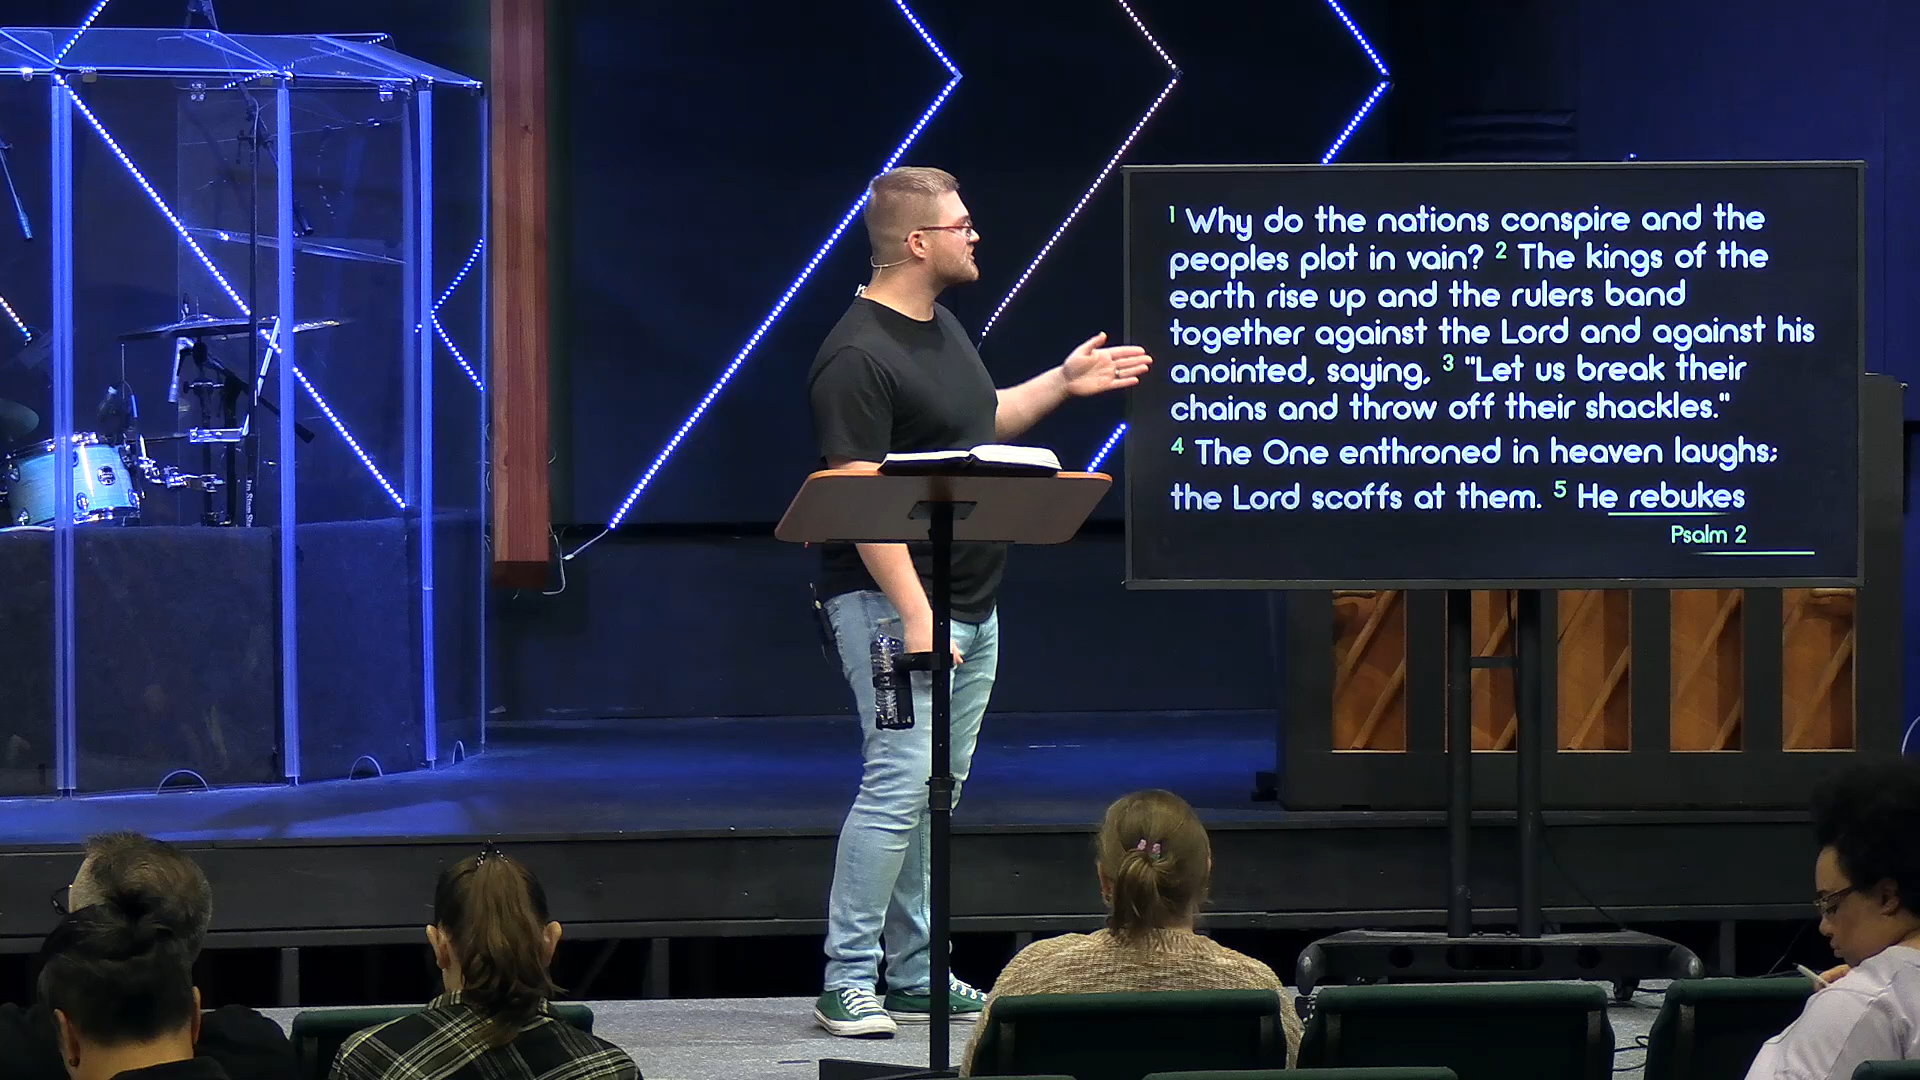 1 Why do the nations conspire and the
peoples plot in vain? 2 The kings of the
earth rise up and the rulers band
together against the Lord and against his
anointed, saying, 3 "Let us break their
chains and throw off their shackles."
4 The One enthroned in heaven laughs;
the Lord scoffs at them. 5 He rebukes
Psalm 2